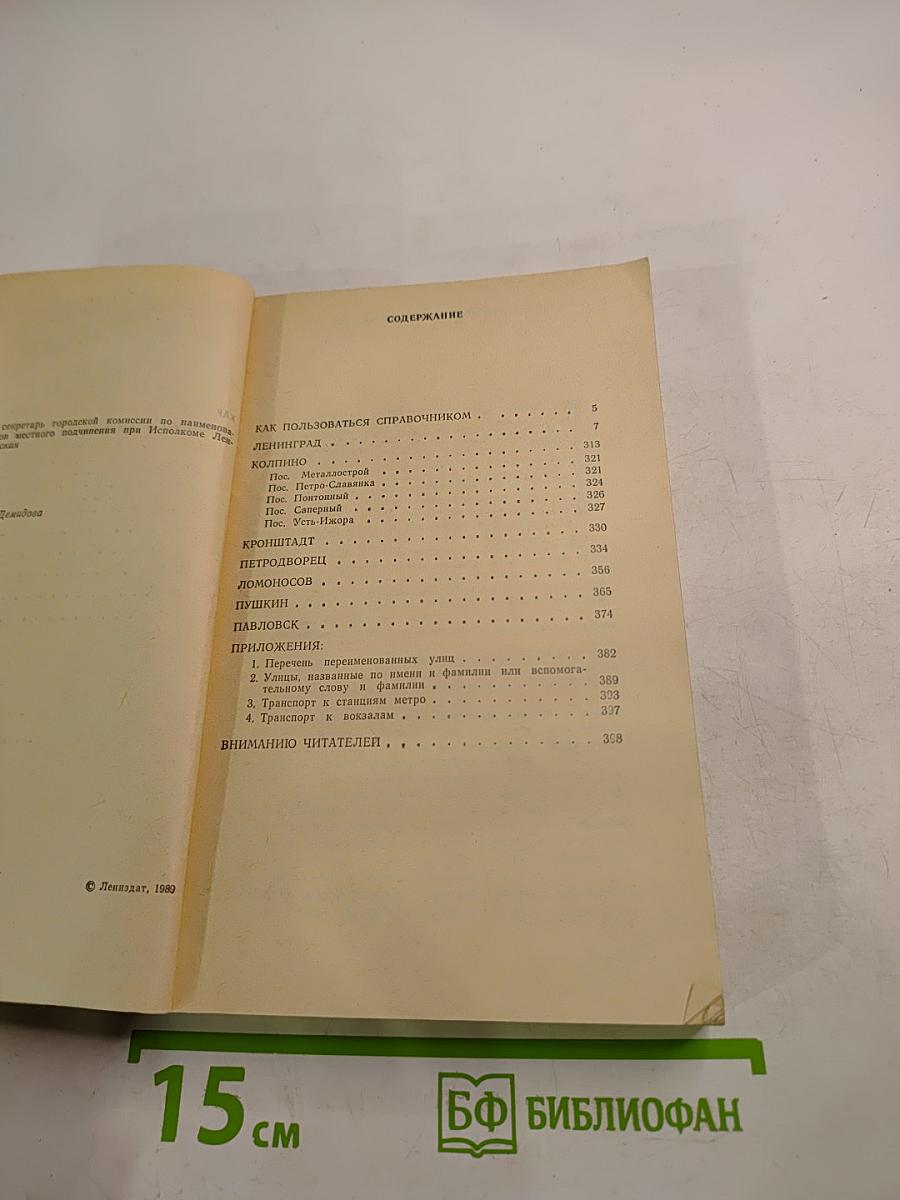 секретарь городской комиссии по наименова-
ов местного подчинения при Исполкоме Лен-
ская
Демидова
© Лениздат, 1989
СОДЕРЖАНИЕ
КАК ПОЛЬЗОВАТЬСЯ СПРАВОЧНИКОМ . . . . . . . 5
ЛЕНИНГРАД . . . . . . . . . . . . . . . . 7
КОЛПИНО . . . . . . . . . . . . . . . . 313
Пос. Металлострой . . . . . . . . . . . . 321
Пос. Петро-Славянка . . . . . . . . . . . 321
Пос. Понтонный . . . . . . . . . . . . . 324
Пос. Саперный . . . . . . . . . . . . . 326
Пос. Усть-Ижора . . . . . . . . . . . . 327
КРОНШТАДТ . . . . . . . . . . . . . . . 330
ПЕТРОДВОРЕЦ . . . . . . . . . . . . . . 334
ЛОМОНОСОВ . . . . . . . . . . . . . . . 356
ПУШКИН . . . . . . . . . . . . . . . . 365
ПАВЛОВСК . . . . . . . . . . . . . . . . 374
ПРИЛОЖЕНИЯ:
1. Перечень переименованных улиц . . . . . . . . . 382
2. Улицы, названные по имени и фамилии или вспомога-
тельному слову и фамилии . . . . . . . . . . . 389
3. Транспорт к станциям метро . . . . . . . . . . . 393
4. Транспорт к вокзалам . . . . . . . . . . . . . 397
ВНИМАНИЮ ЧИТАТЕЛЕЙ . . . . . . . . . . . . . 398
15 см
БФ БИБЛИОФАН